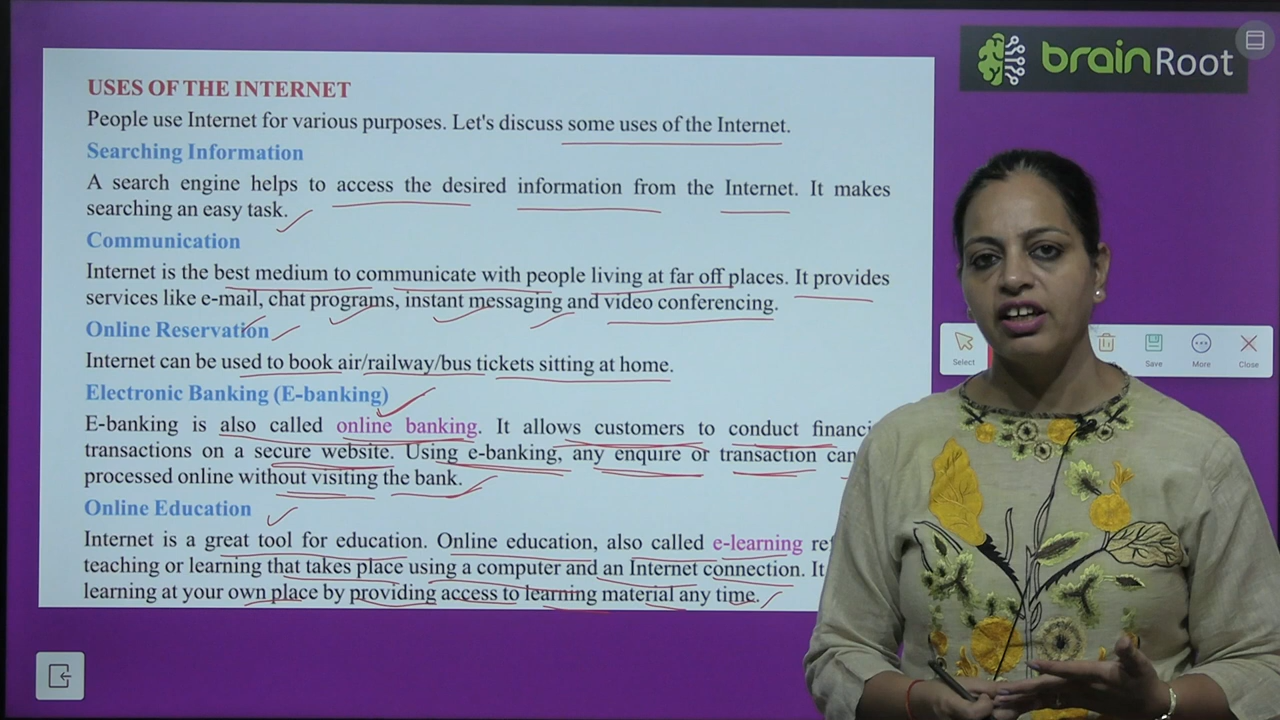 USES OF THE INTERNET
People use Internet for various purposes. Let's discuss some uses of the Internet.
Searching Information
A search engine helps to access the desired information from the Internet. It makes
searching an easy task.
Communication
Internet is the best medium to communicate with people living at far off places. It provides
services like e-mail, chat programs, instant messaging and video conferencing.
Online Reservation
Internet can be used to book air/railway/bus tickets sitting at home.
Electronic Banking (E-banking)
E-banking is also called online banking. It allows customers to conduct
transactions on a secure website. Using e-banking, any enquire or transaction can
processed online without visiting the bank.
Online Education
Internet is a great tool for education. Online education, also called e-learning
teaching or learning that takes place using a computer and an Internet connection. It
learning at your own place by providing access to learning material any time.
brainRoot
Select
Save
More
Close